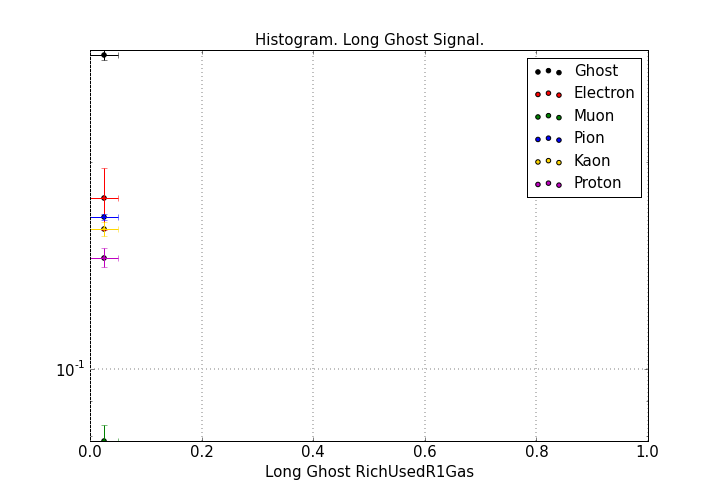 Histogram. Long Ghost Signal.
Ghost
Electron
Muon
Pion
Kaon
Proton
10^-1
0.0 0.2 0.4 0.6 0.8 1.0
Long Ghost RichUsedR1Gas